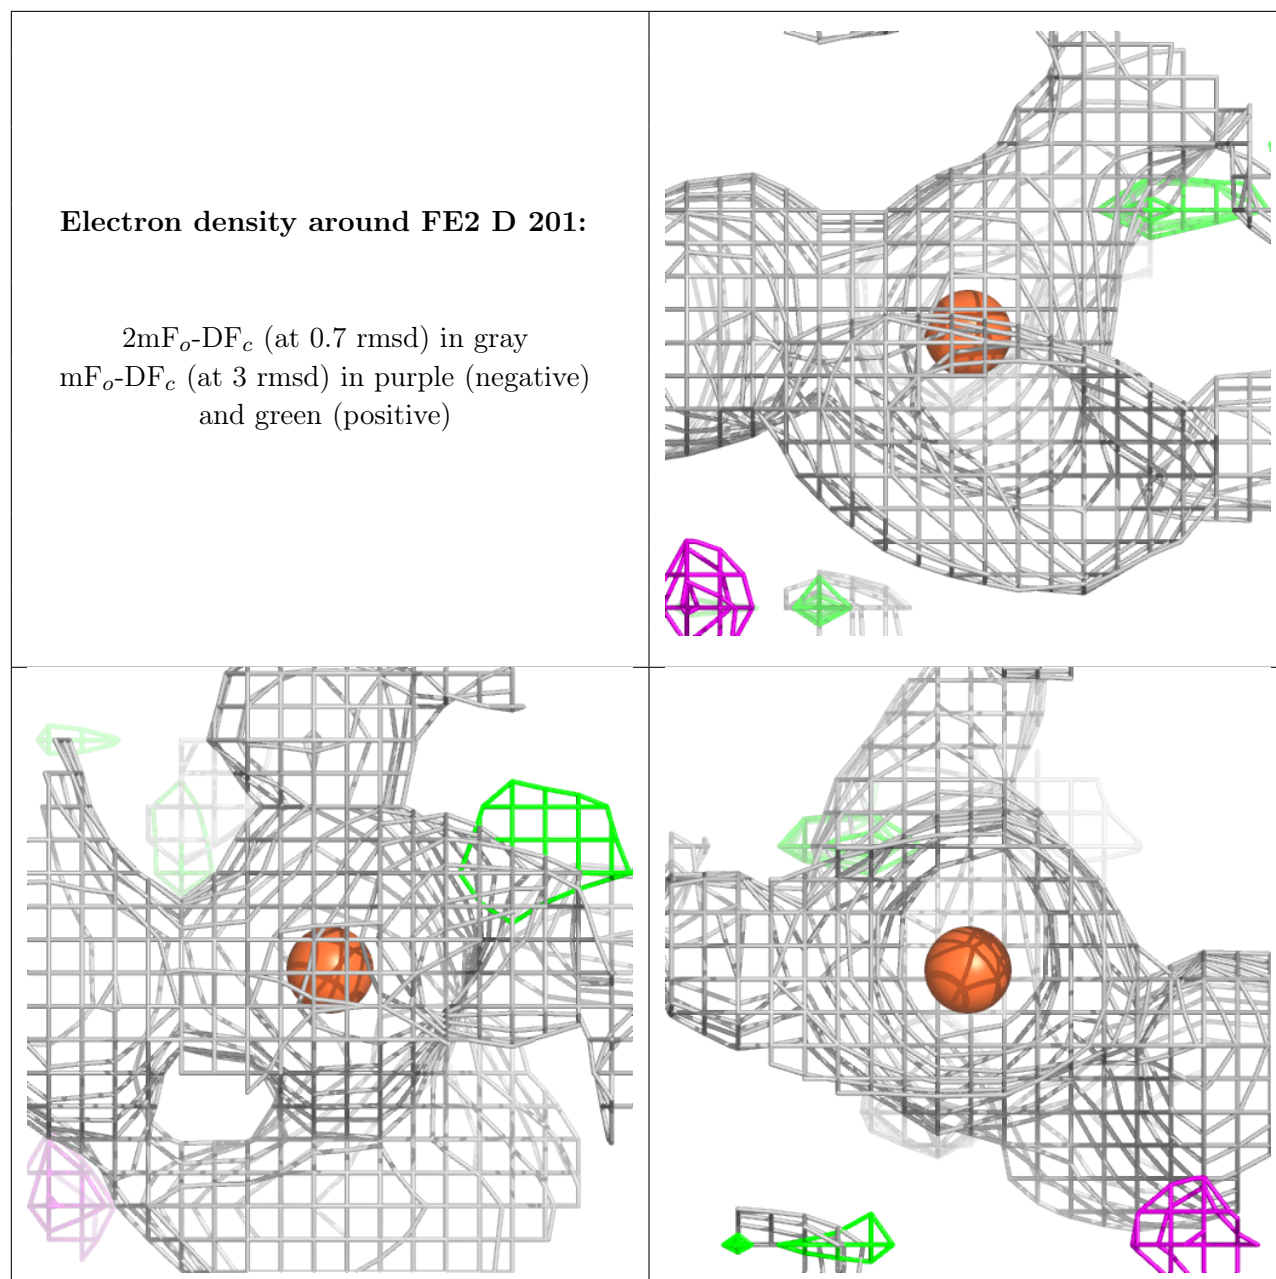 Electron density around FE2 D 201:
2mFo-DFc (at 0.7 rmsd) in gray
mFo-DFc (at 3 rmsd) in purple (negative)
and green (positive)